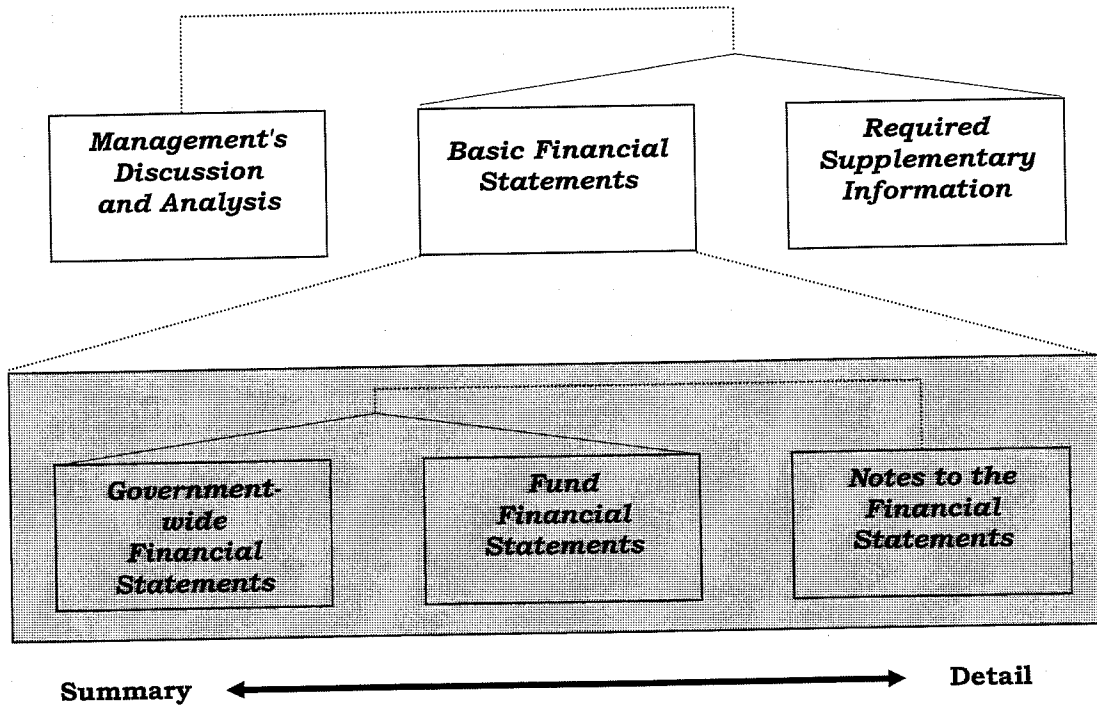 Management's
Discussion
and Analysis
Basic Financial
Statements
Required
Supplementary
Information
Government-
wide
Financial
Statements
Fund
Financial
Statements
Notes to the
Financial
Statements
Summary
Detail